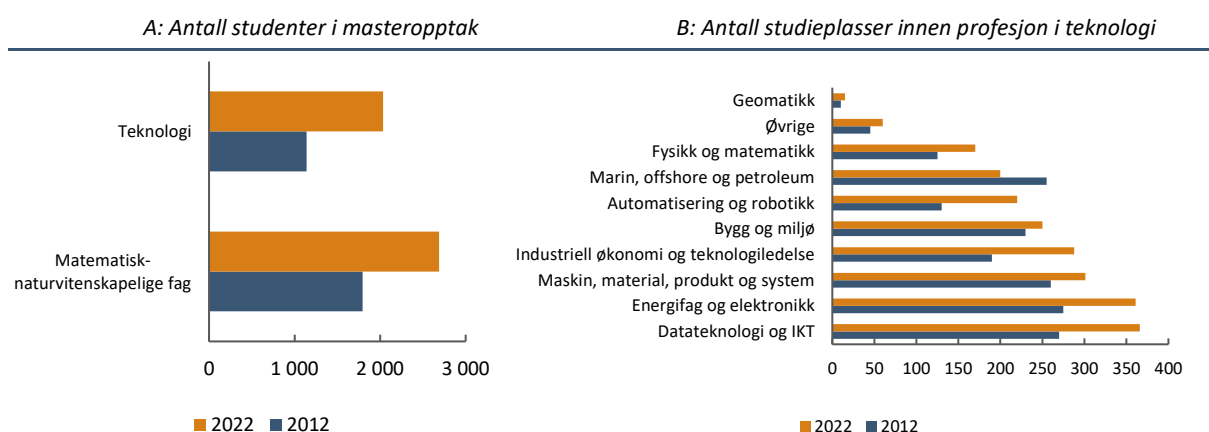 A: Antall studenter i masteropptak
Teknologi
Matematisk-
naturvitenskapelige fag
0 1 000 2 000 3 000
2022 2012
B: Antall studieplasser innen profesjon i teknologi
Geomatikk
Øvrige
Fysikk og matematikk
Marin, offshore og petroleum
Automatisering og robotikk
Bygg og miljø
Industriell økonomi og teknologiledelse
Maskin, material, produkt og system
Energifag og elektronikk
Datateknologi og IKT
0 50 100 150 200 250 300 350 400
2022 2012